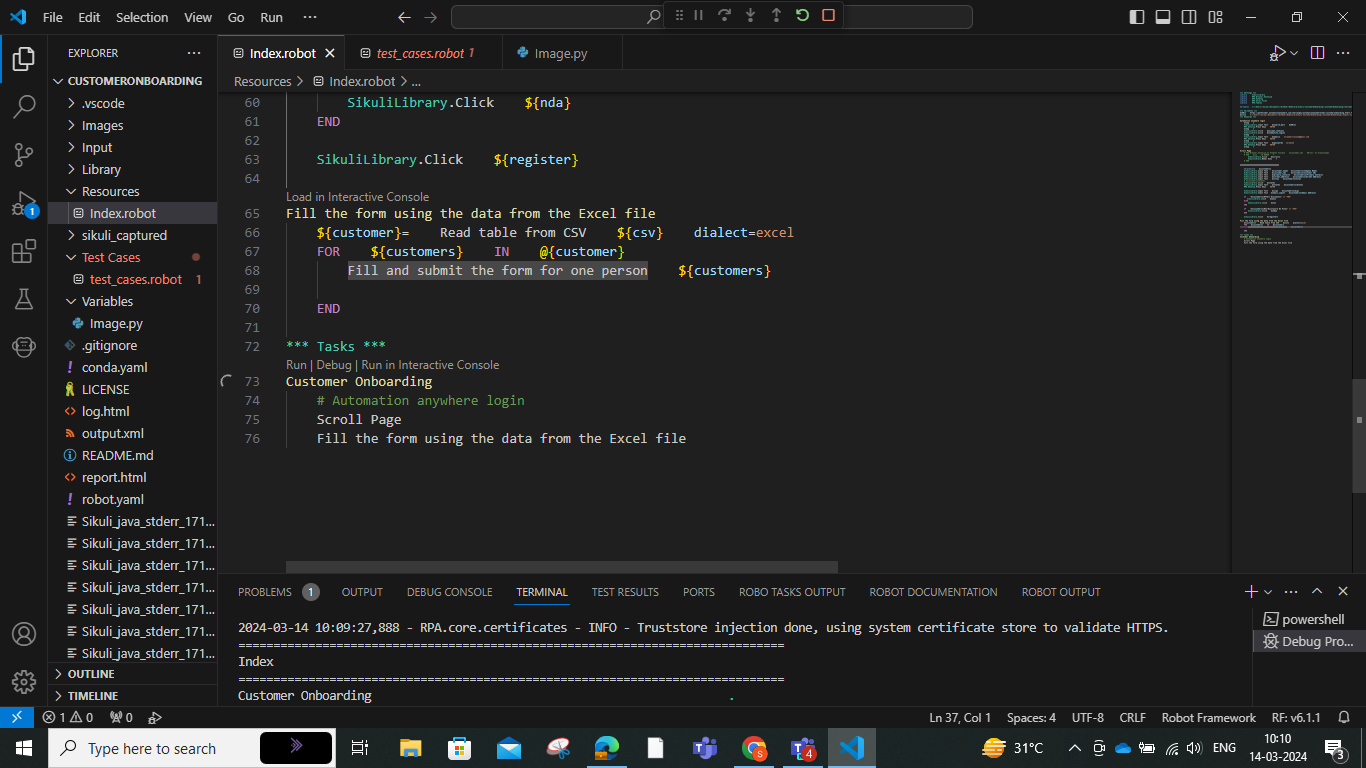 File Edit Selection View Go Run ···
EXPLORER ···
Index.robot
test_cases.robot 1
Image.py
CUSTOMERONBOARDING
.vscode
Images
Input
Library
Resources
Index.robot
sikuli_captured
Test Cases
test_cases.robot 1
Variables
Image.py
.gitignore
conda.yaml
LICENSE
log.html
output.xml
README.md
report.html
robot.yaml
Sikuli_java_stderr_171...
Sikuli_java_stderr_171...
Sikuli_java_stderr_171...
Sikuli_java_stderr_171...
Sikuli_java_stderr_171...
Sikuli_java_stderr_171...
Sikuli_java_stderr_171...
OUTLINE
TIMELINE
1
Resources > Index.robot > ...
60 SikuliLibrary.Click ${nda}
61 END
62
63 SikuliLibrary.Click ${register}
64
Load in Interactive Console
65 Fill the form using the data from the Excel file
66 ${customer}= Read table from CSV ${csv} dialect=excel
67 FOR ${customers} IN @{customer}
68 Fill and submit the form for one person ${customers}
69
70 END
71
72 *** Tasks ***
Run | Debug | Run in Interactive Console
73 Customer Onboarding
74 # Automation anywhere login
75 Scroll Page
76 Fill the form using the data from the Excel file
PROBLEMS 1 OUTPUT DEBUG CONSOLE TERMINAL TEST RESULTS PORTS ROBO TASKS OUTPUT ROBOT DOCUMENTATION ROBOT OUTPUT
2024-03-14 10:09:27,888 - RPA.core.certificates - INFO - Truststore injection done, using system certificate store to validate HTTPS.
==============================================================================
Index
==============================================================================
Customer Onboarding .
powershell
Debug Pro...
1 0 0
Ln 37, Col 1 Spaces: 4 UTF-8 CRLF Robot Framework RF: v6.1.1
Type here to search
4
31°C
ENG
10:10
14-03-2024
3